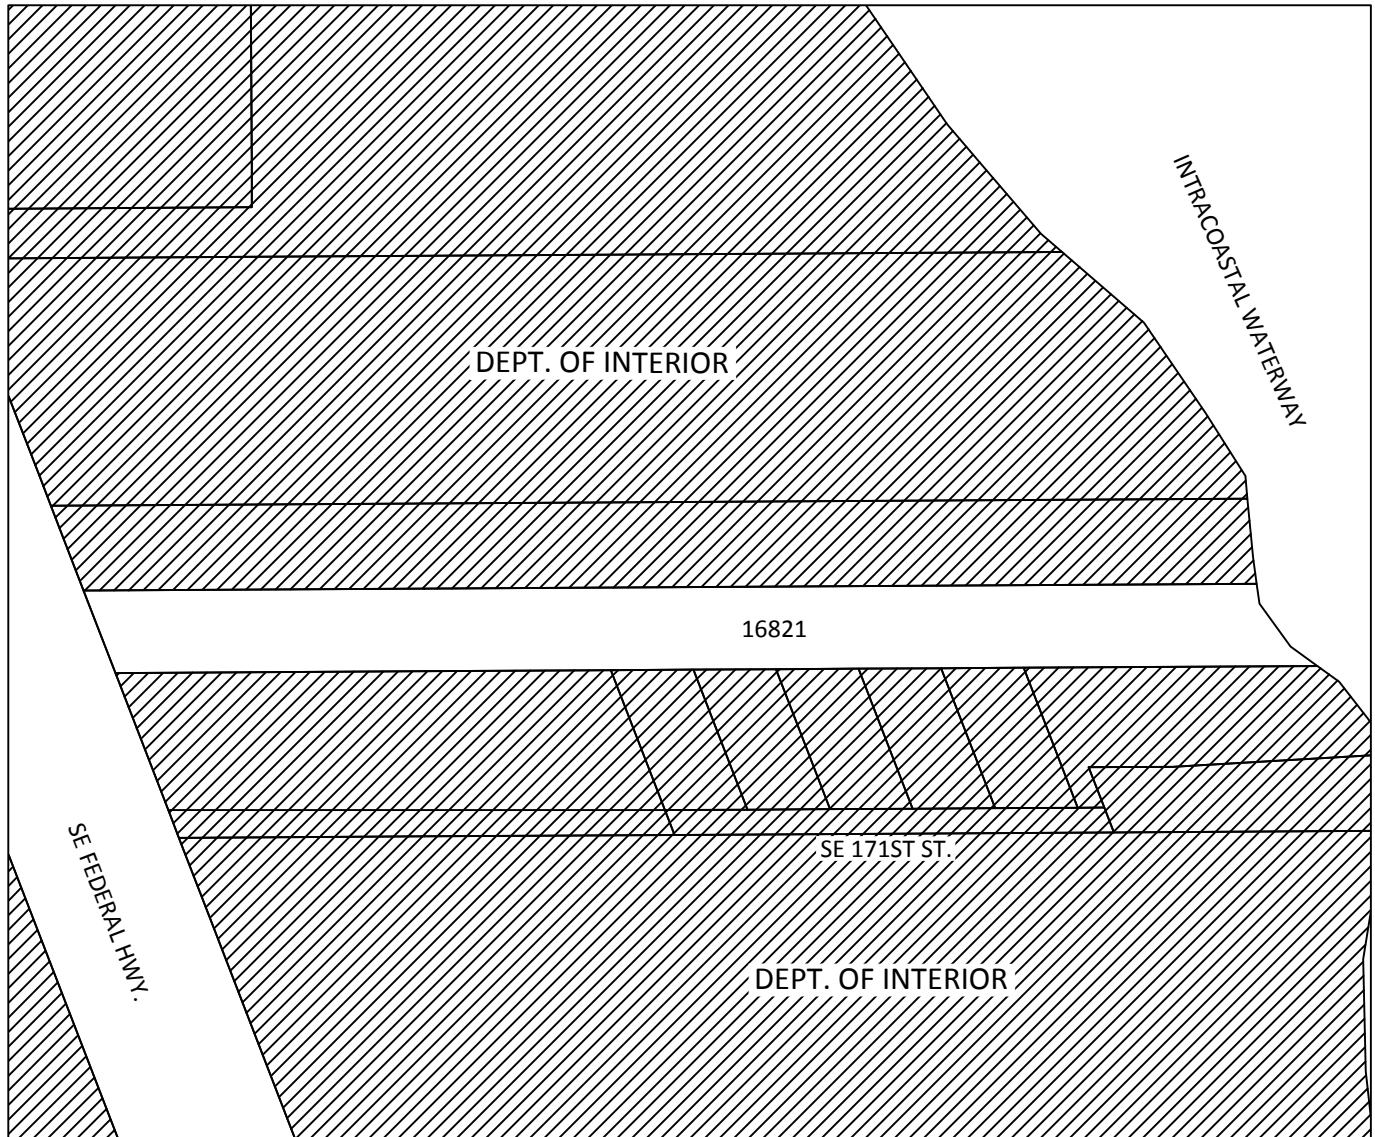 INTRACOASTAL WATERWAY
DEPT. OF INTERIOR
16821
SE 171ST ST.
SE FEDERAL HWY.
DEPT. OF INTERIOR